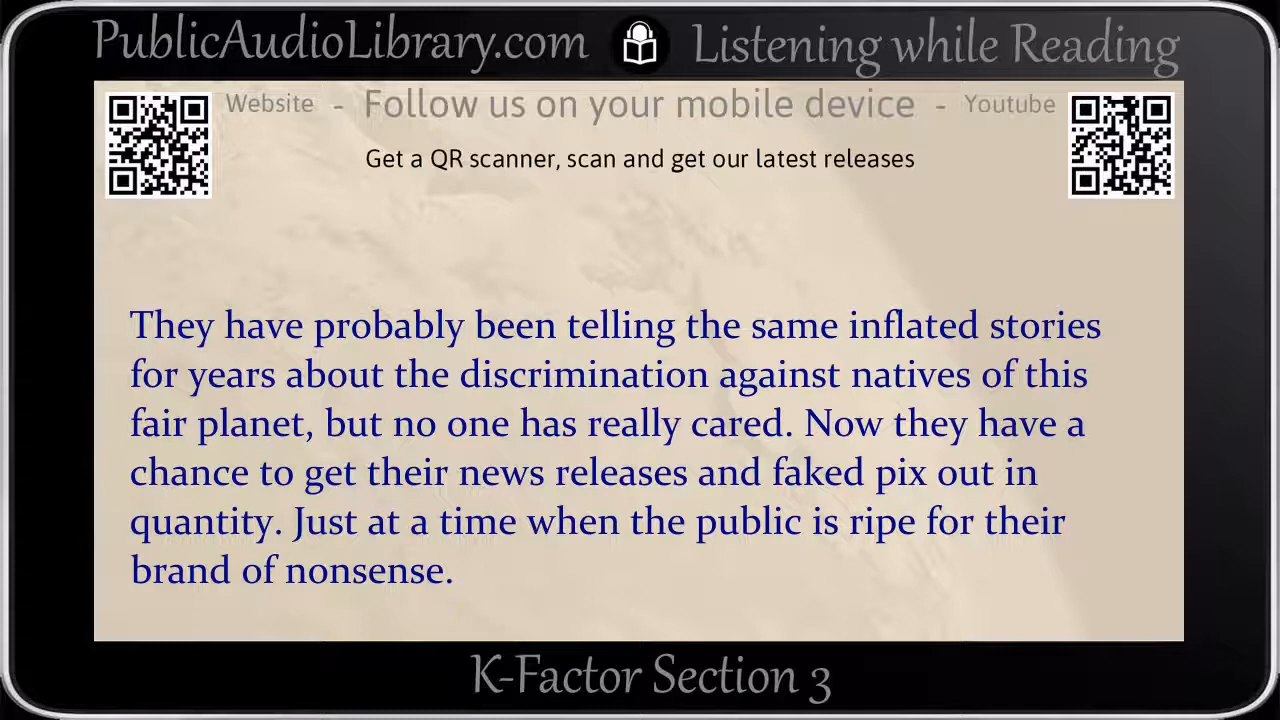 PublicAudioLibrary.com Listening while Reading
Website - Follow us on your mobile device - Youtube
Get a QR scanner, scan and get our latest releases
They have probably been telling the same inflated stories
for years about the discrimination against natives of this
fair planet, but no one has really cared. Now they have a
chance to get their news releases and faked pix out in
quantity. Just at a time when the public is ripe for their
brand of nonsense.
K-Factor Section 3